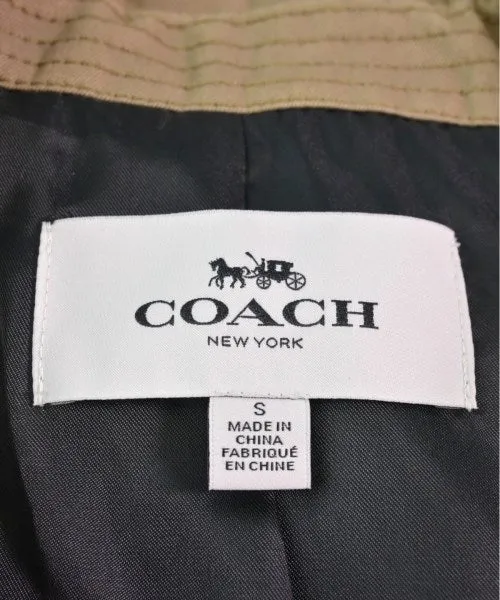 COACH
NEW YORK
S
MADE IN
CHINA
FABRIQUÉ
EN CHINE